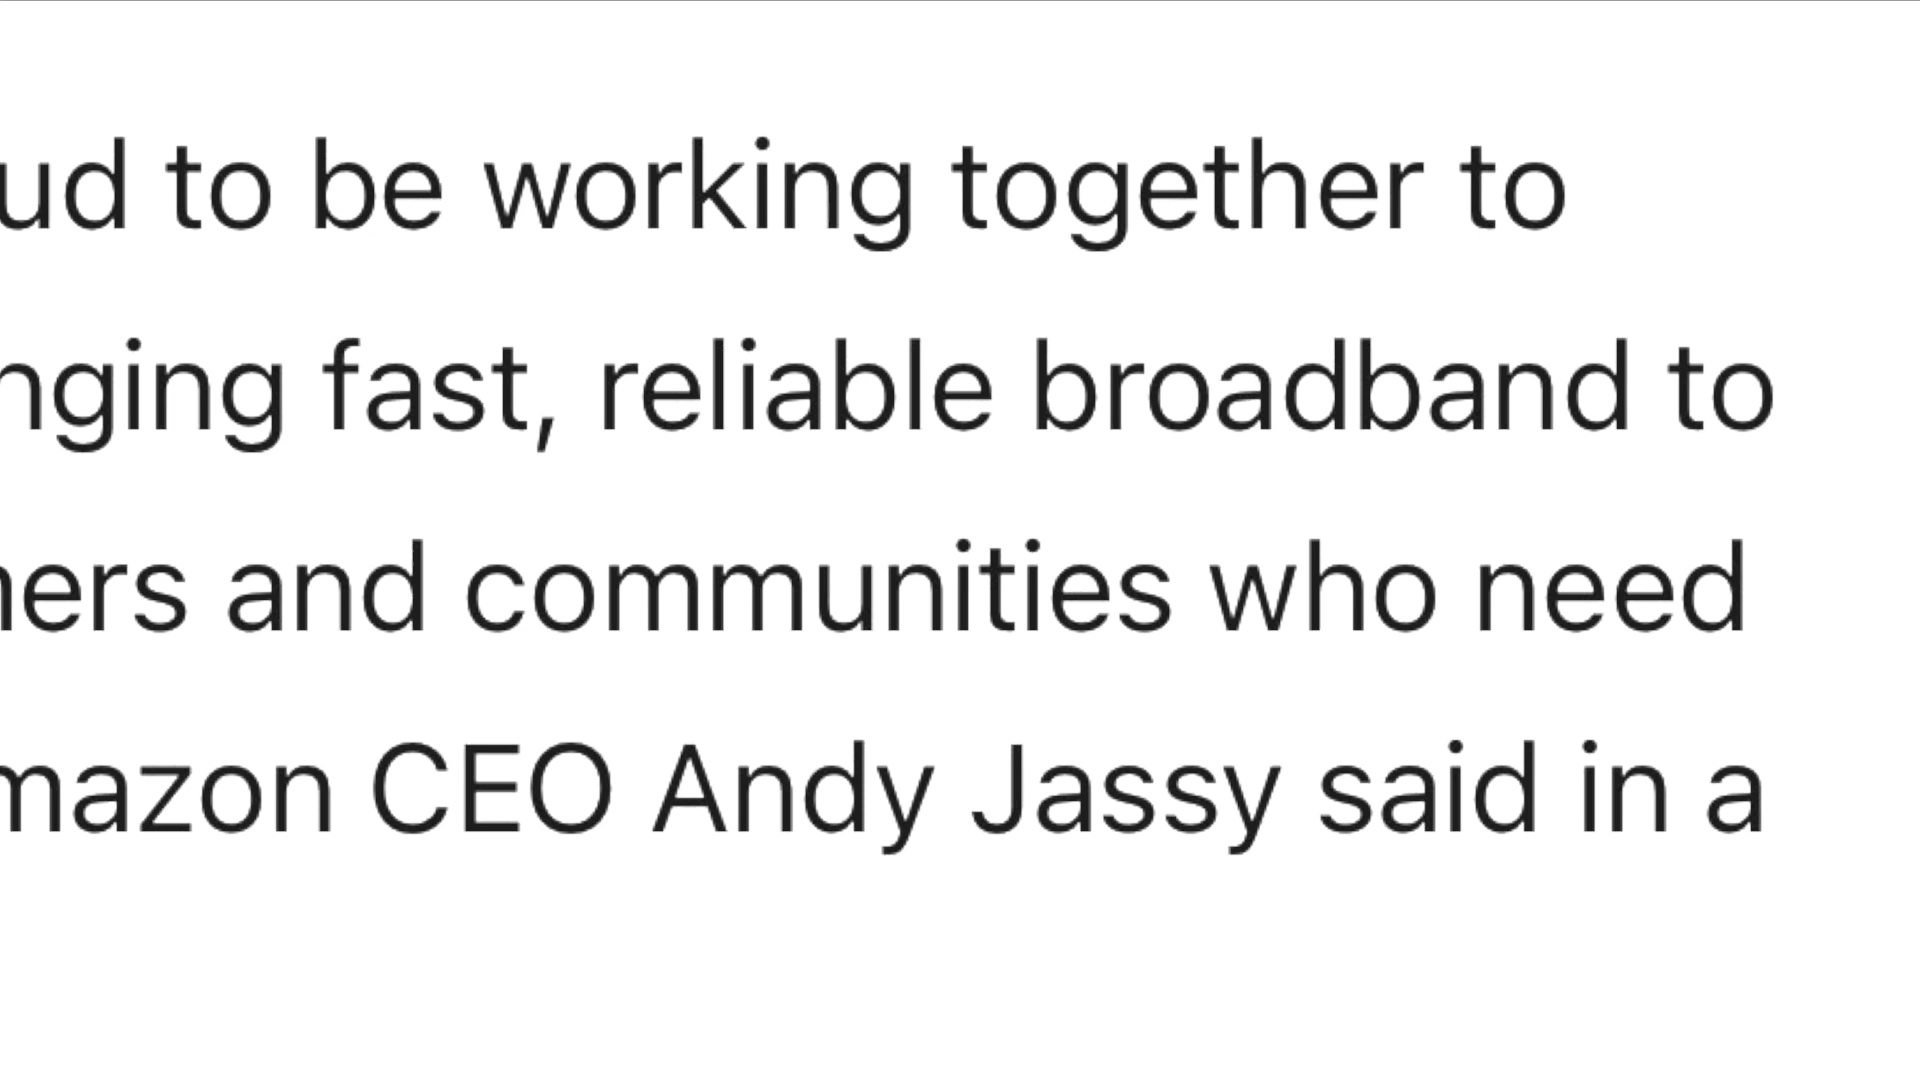 ud to be working together to
nging fast, reliable broadband to
ners and communities who need
mazon CEO Andy Jassy said in a